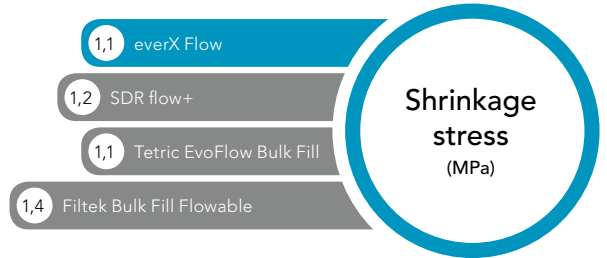 1,1 everX Flow
1,2 SDR flow+
1,1 Tetric EvoFlow Bulk Fill
1,4 Filtek Bulk Fill Flowable
Shrinkage
stress
(MPa)